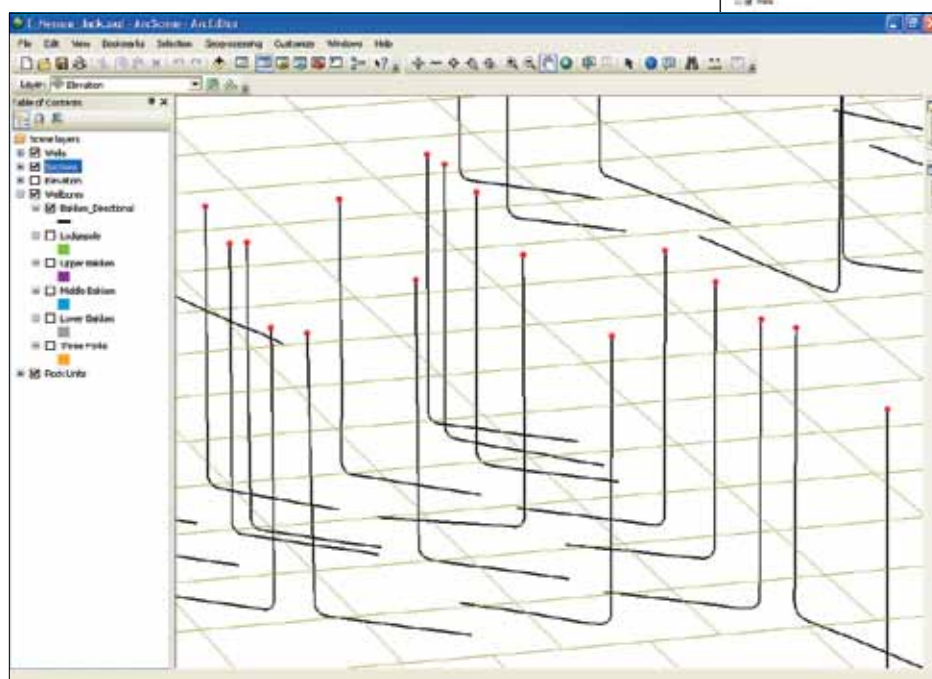 ArcScene - ArcEditor
File Edit View Bookmarks Selection Geoprocessing Customize Windows Help
Layer: Elevation
Table of Contents
Scene layers
Wells
Sections
Elevation
Wellbores
Bakken_Directional
Lodgepole
Upper Bakken
Middle Bakken
Lower Bakken
Three Forks
Rock Units